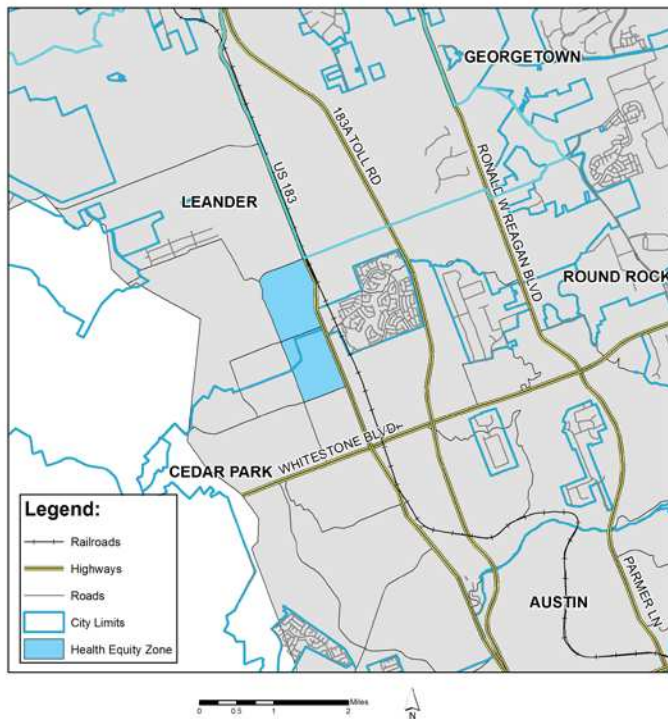 GEORGETOWN
183A TOLL RD
RONALD W REAGAN BLVD
US 183
LEANDER
ROUND ROCK
WHITESTONE BLVD
CEDAR PARK
Legend:
Railroads
Highways
Roads
City Limits
Health Equity Zone
AUSTIN
PARMER LN
Miles
0 0.5 1 2
N